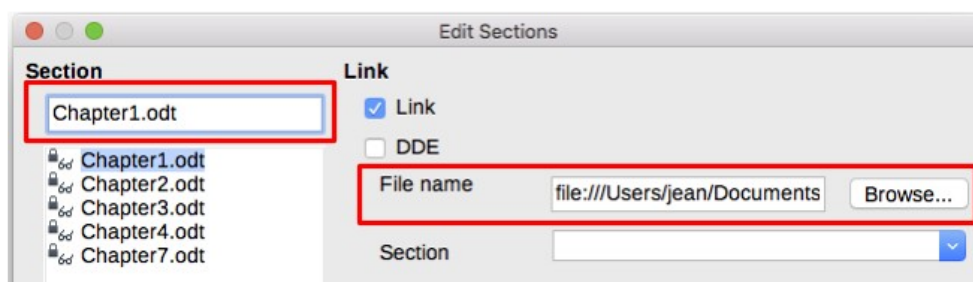 Edit Sections
Section
Chapter1.odt
Chapter1.odt
Chapter2.odt
Chapter3.odt
Chapter4.odt
Chapter7.odt
Link
Link
DDE
File name file:///Users/jean/Documents Browse...
Section